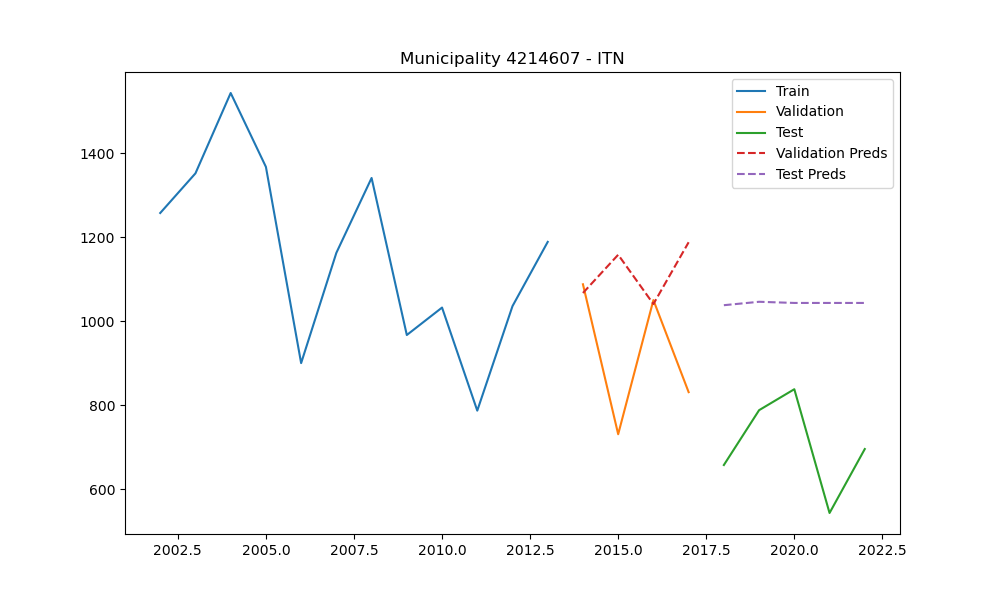 Municipality 4214607 - ITN
Train
Validation
Test
Validation Preds
Test Preds
1400
1200
1000
800
600
2002.5 2005.0 2007.5 2010.0 2012.5 2015.0 2017.5 2020.0 2022.5